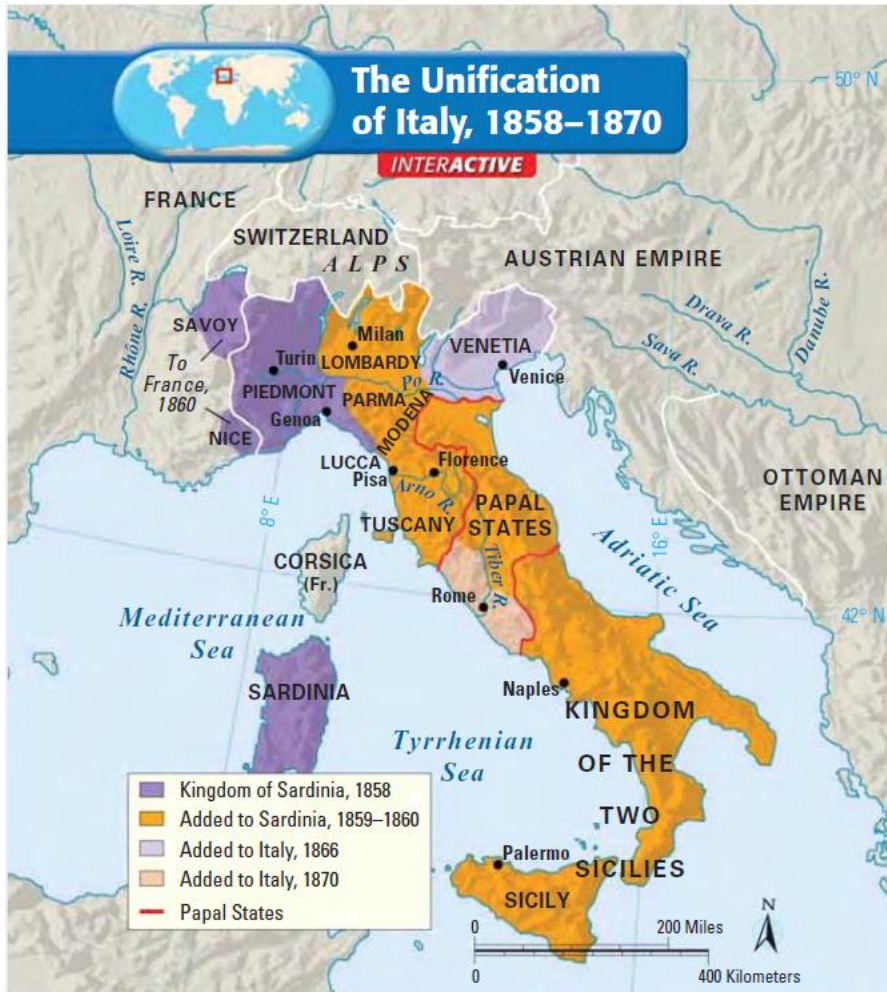 The Unification
of Italy, 1858–1870
INTERACTIVE
50° N
FRANCE
SWITZERLAND
ALPS
AUSTRIAN EMPIRE
Loire R.
Rhône R.
Drava R.
Danube R.
Sava R.
SAVOY
To
France,
1860
NICE
Turin
PIEDMONT
Genoa
Milan
LOMBARDY
Po R.
VENETIA
Venice
PARMA
MODENA
LUCCA
Pisa
Florence
Arno R.
TUSCANY
PAPAL
STATES
Tiber R.
OTTOMAN
EMPIRE
8° E
16° E
Adriatic Sea
42° N
CORSICA
(Fr.)
Rome
Mediterranean
Sea
SARDINIA
Naples
KINGDOM
OF THE
TWO
SICILIES
Tyrrhenian
Sea
Palermo
SICILY
Kingdom of Sardinia, 1858
Added to Sardinia, 1859–1860
Added to Italy, 1866
Added to Italy, 1870
Papal States
N
0 200 Miles
0 400 Kilometers